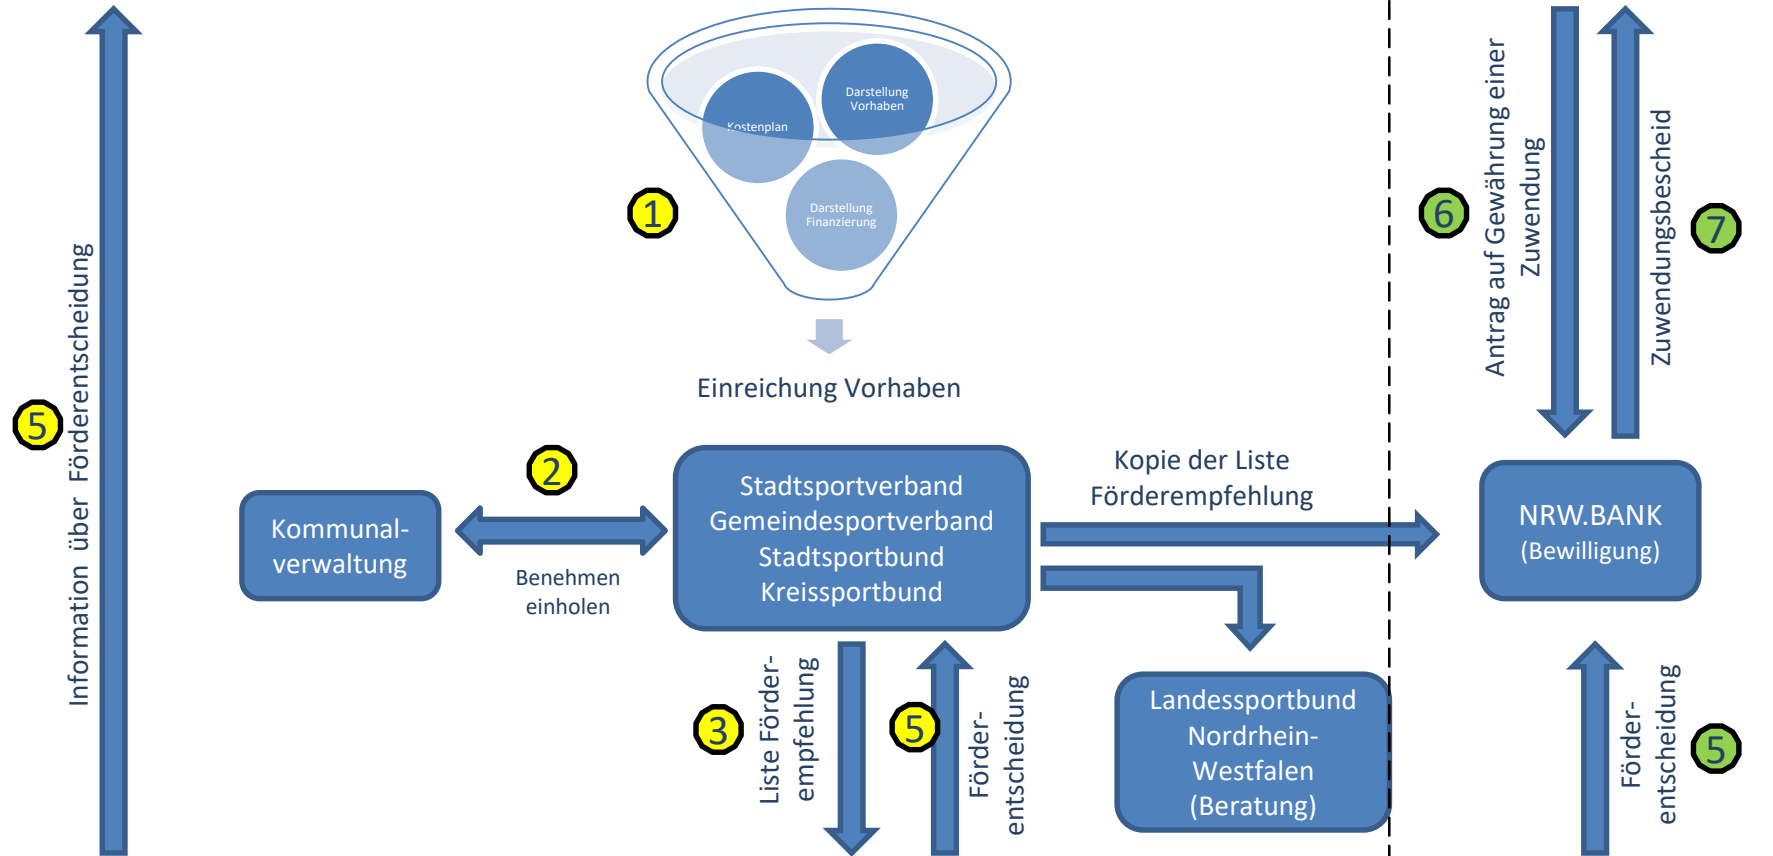 Darstellung
Vorhaben
Kostenplan
Darstellung
Finanzierung
1
Einreichung Vorhaben
5
Information über Förderentscheidung
2
Benehmen
einholen
Kommunal-
verwaltung
Stadtsportverband
Gemeindesportverband
Stadtsportbund
Kreissportbund
Kopie der Liste
Förderempfehlung
3
Liste Förder-
empfehlung
5
Förder-
entscheidung
Landessportbund
Nordrhein-
Westfalen
(Beratung)
6
Antrag auf Gewährung einer
Zuwendung
Zuwendungsbescheid
7
NRW.BANK
(Bewilligung)
Förder-
entscheidung
5